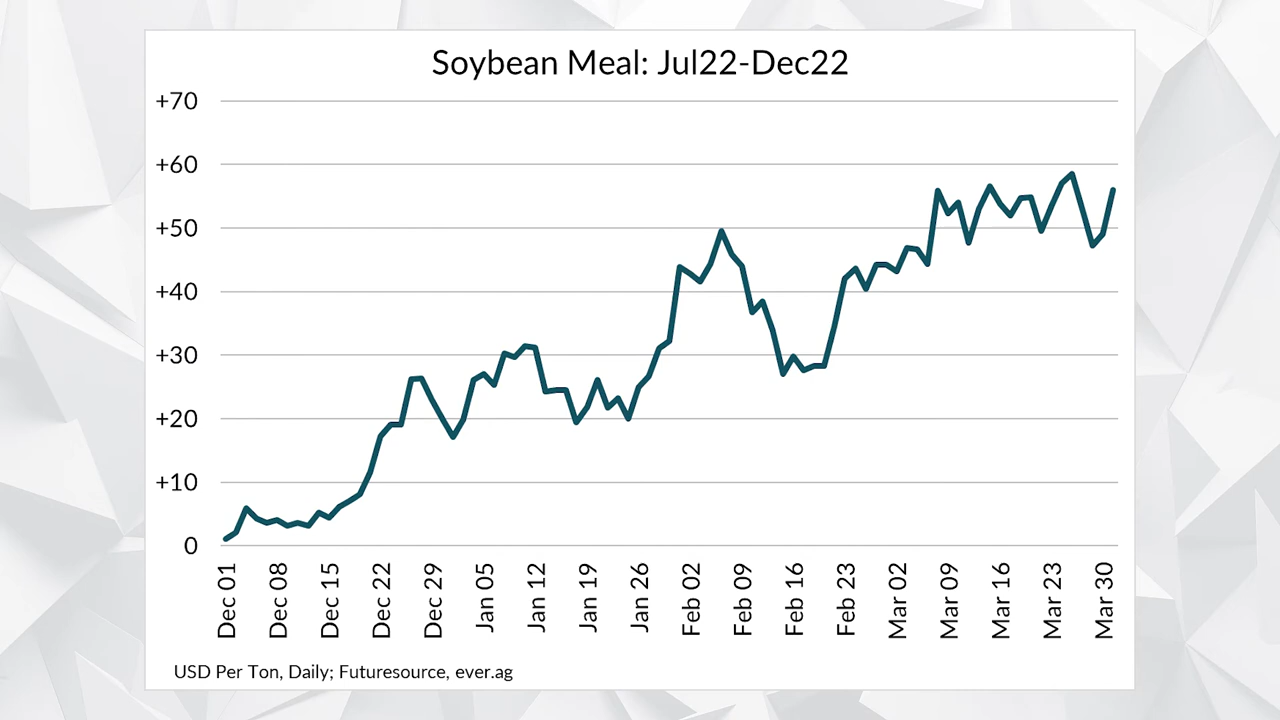 Soybean Meal: Jul22-Dec22
+70
+60
+50
+40
+30
+20
+10
0
Dec 01
Dec 08
Dec 15
Dec 22
Dec 29
Jan 05
Jan 12
Jan 19
Jan 26
Feb 02
Feb 09
Feb 16
Feb 23
Mar 02
Mar 09
Mar 16
Mar 23
Mar 30
USD Per Ton, Daily; Futuresource, ever.ag